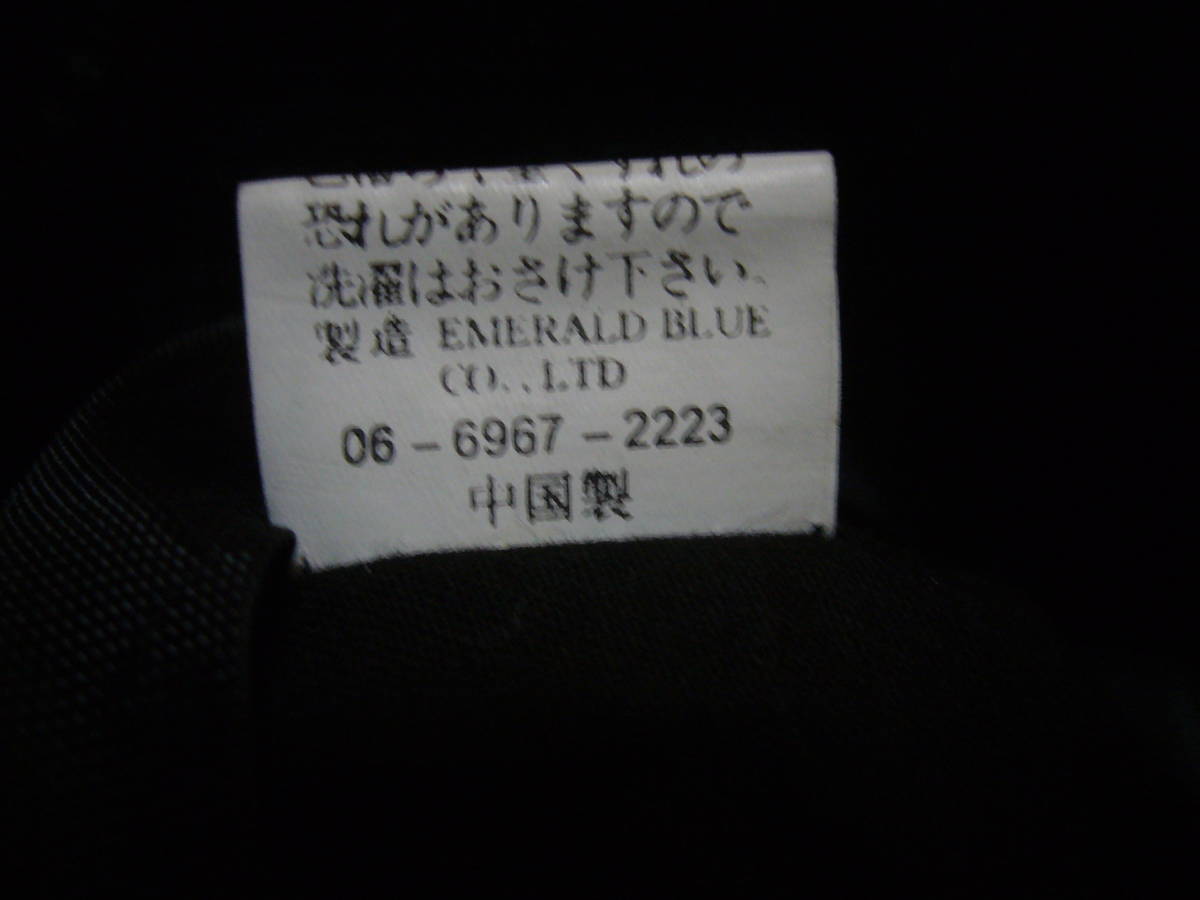 恐れがありますので
洗濯はおさけ下さい、
製造 EMERALD BLUE
CO.,LTD
06-6967-2223
中国製